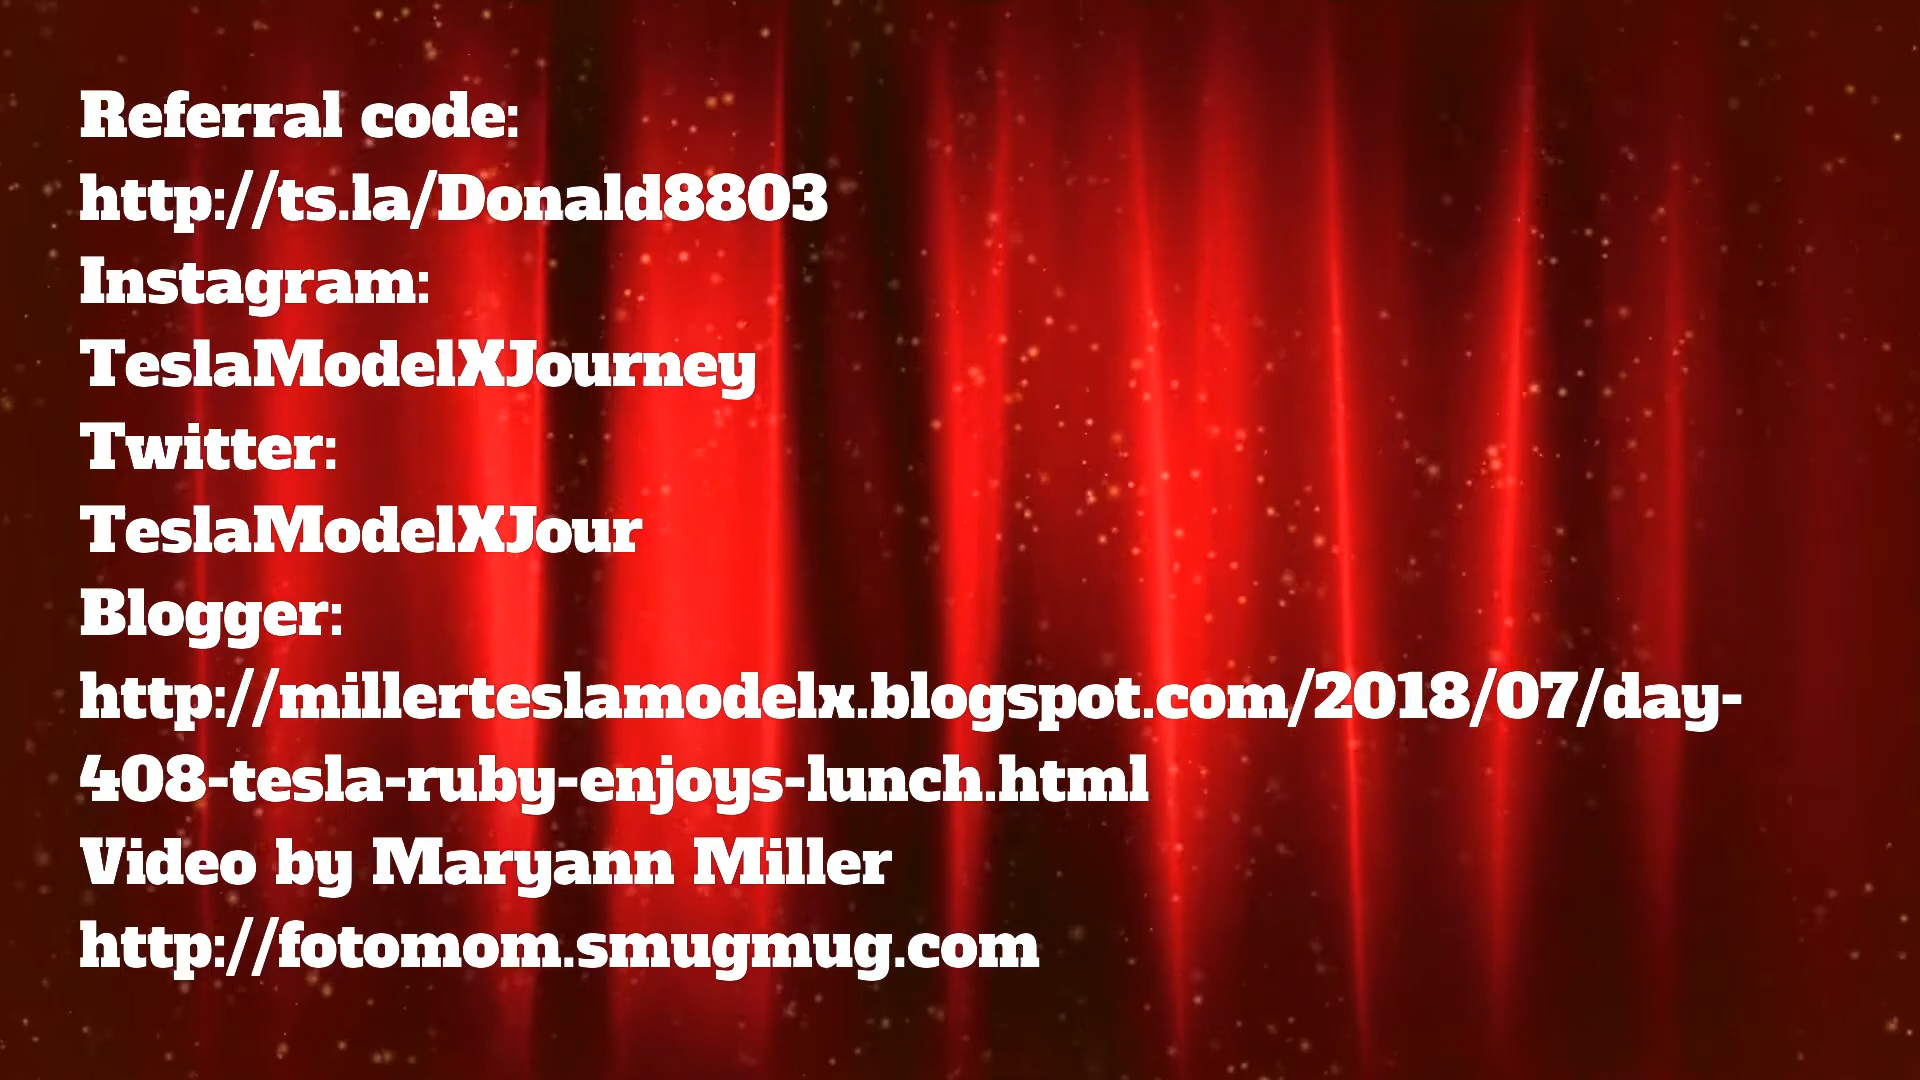 Referral code:
http://ts.la/Donald8803
Instagram:
TeslaModelXJourney
Twitter:
TeslaModelXJour
Blogger:
http://millerteslamodelx.blogspot.com/2018/07/day-
408-tesla-ruby-enjoys-lunch.html
Video by Maryann Miller
http://fotomom.smugmug.com